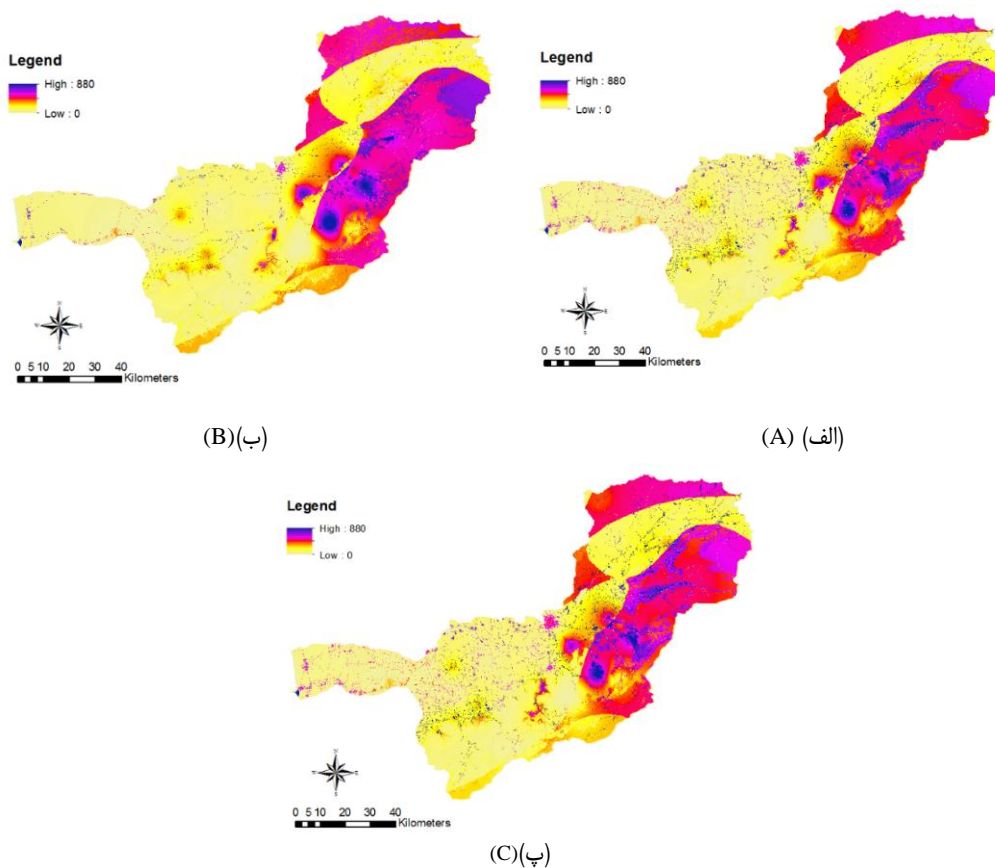 Legend
High : 880
Low : 0
N
W
E
S
0 5 10 20 30 40
Kilometers
(ب)(B)
Legend
High : 880
Low : 0
W
E
S
0 5 10 20 30 40
Kilometers
(الف) (A)
Legend
High : 880
Low : 0
W
E
S
0 5 10 20 30 40
Kilometers
(پ)(C)